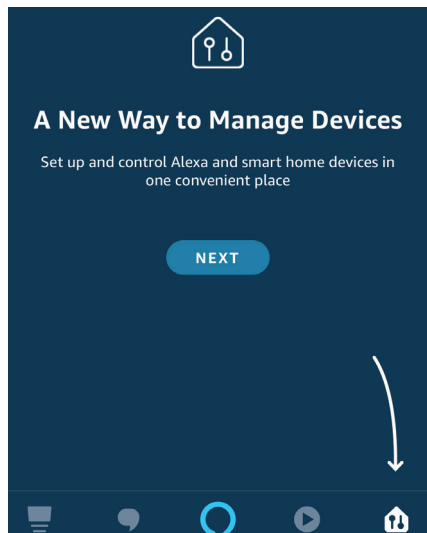 A New Way to Manage Devices
Set up and control Alexa and smart home devices in
one convenient place
NEXT